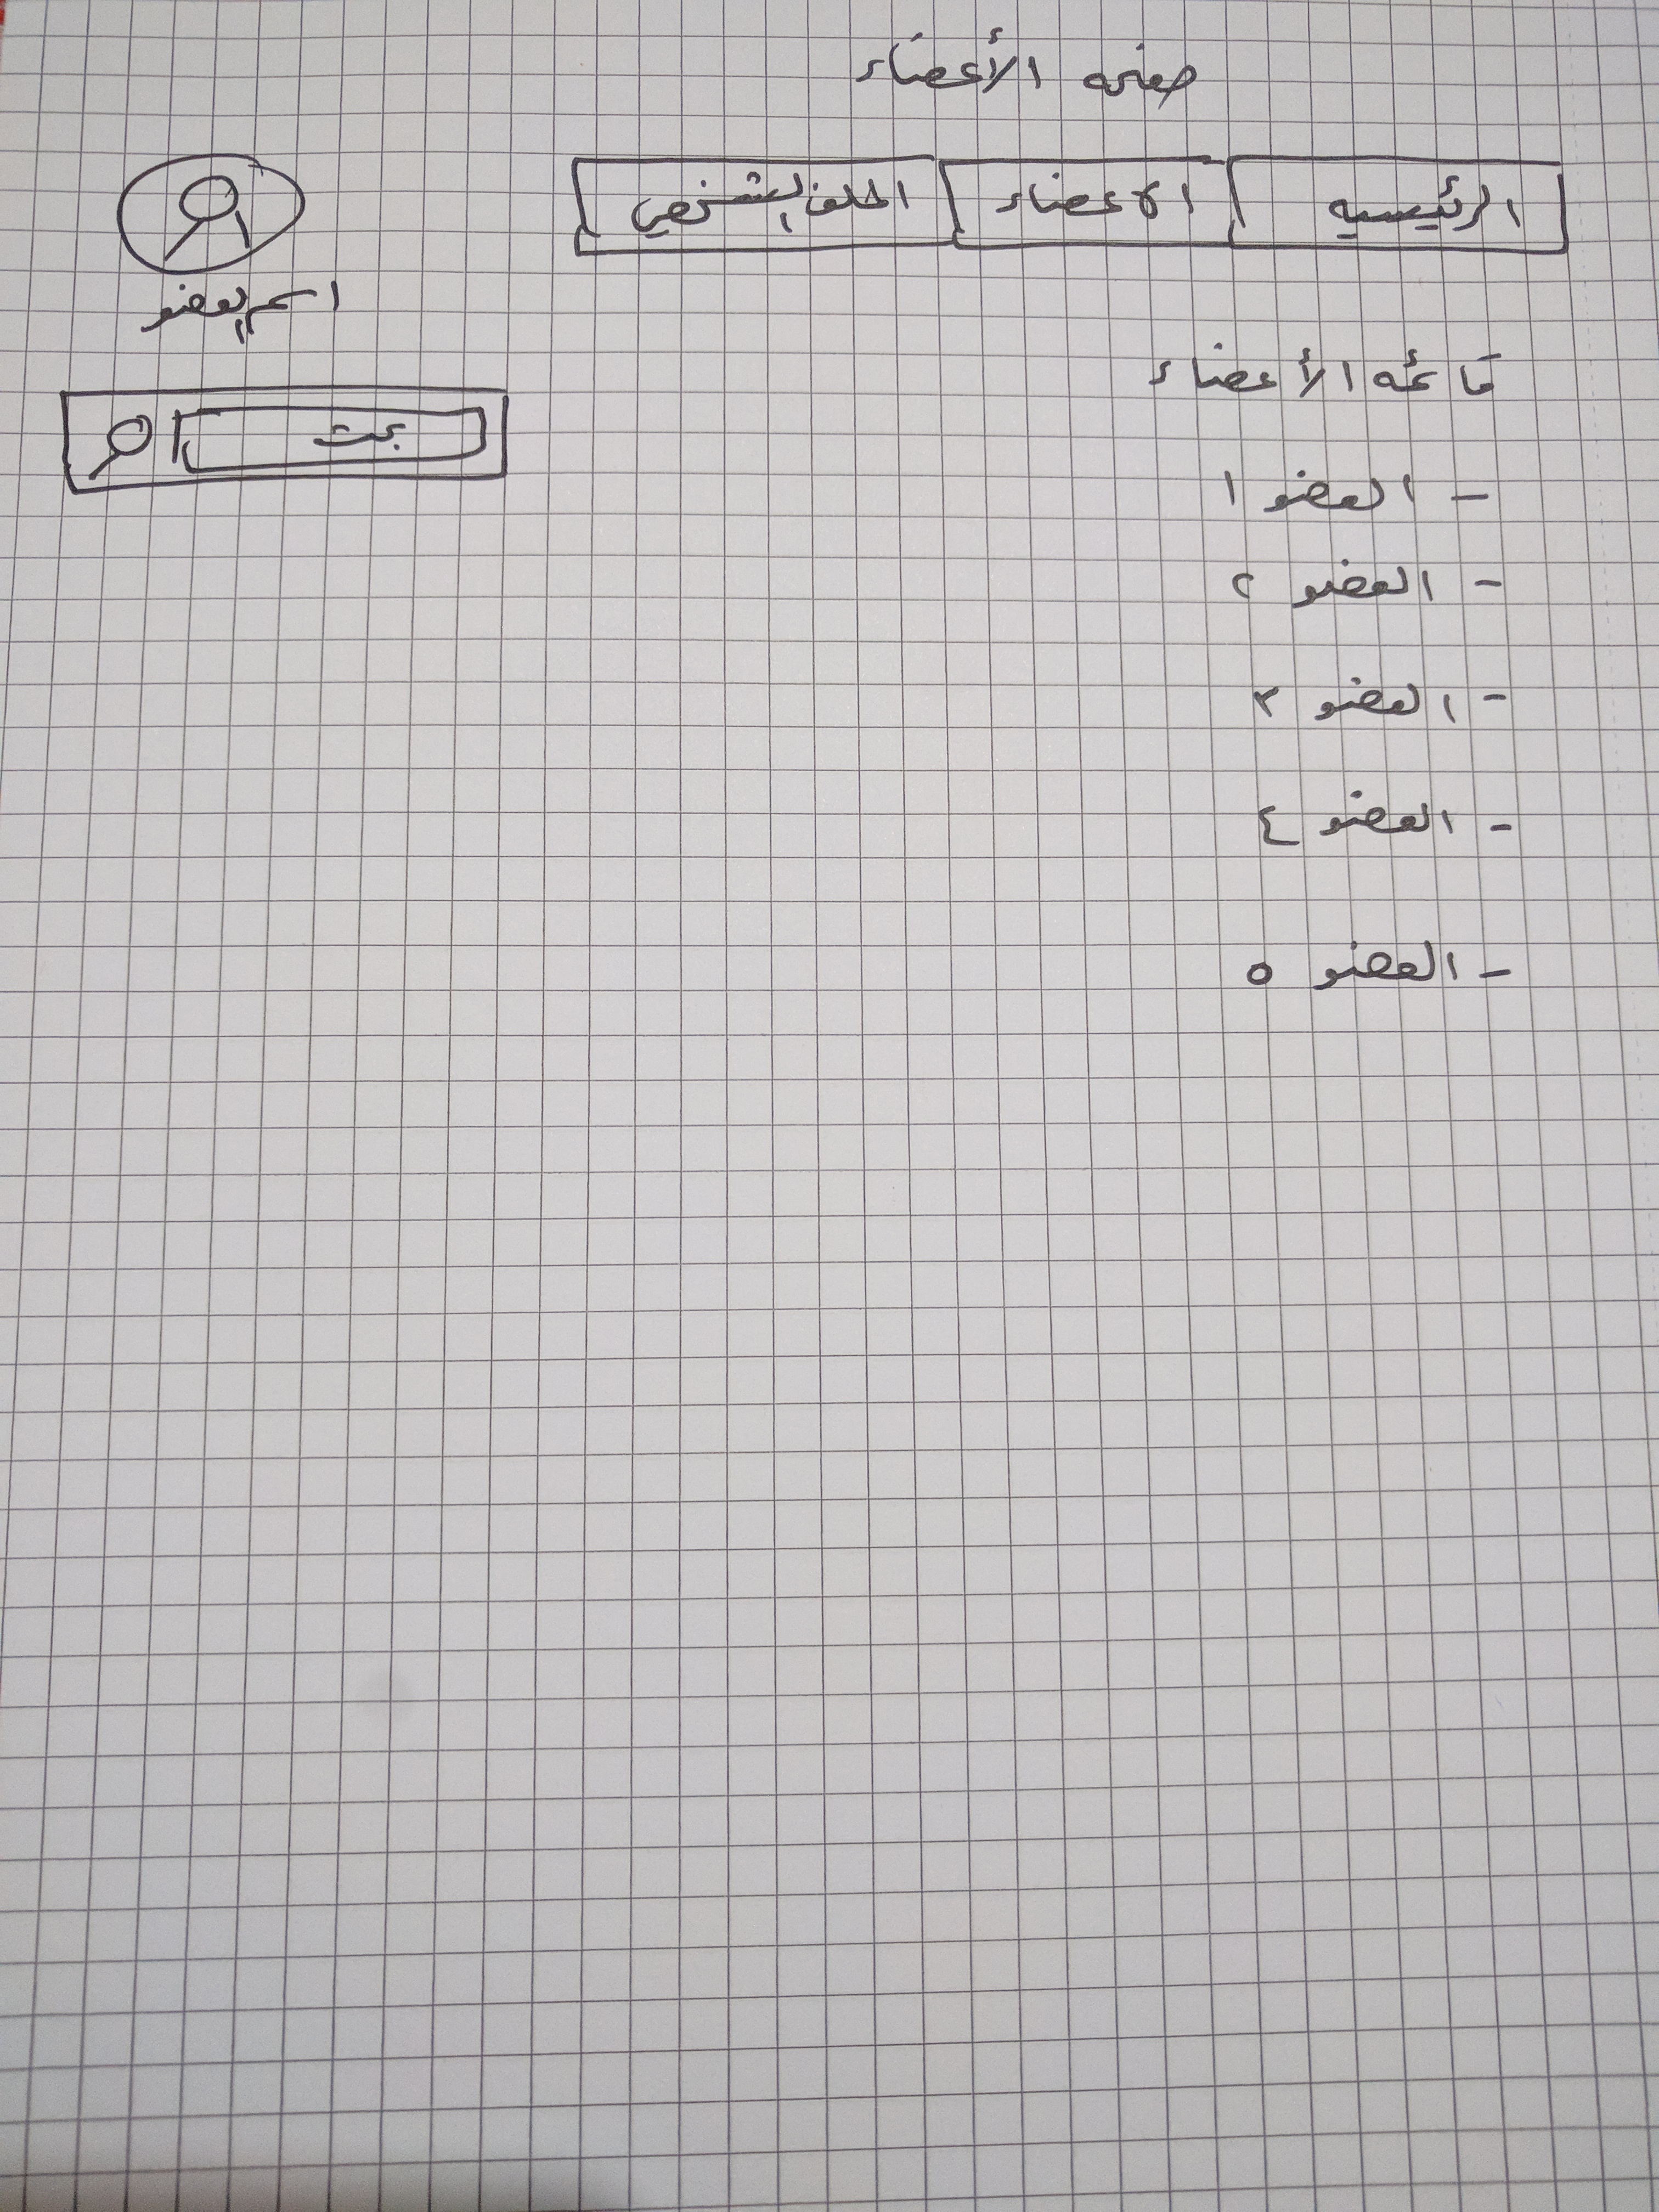 صفحه الأعضاء
الرئيسيه
الاعضاء
الملف الشخصي
اسم العضو
بحث
قائمه الأعضاء
- العضو ١
- العضو ٢
- العضو ٣
- العضو ٤
- العضو ٥